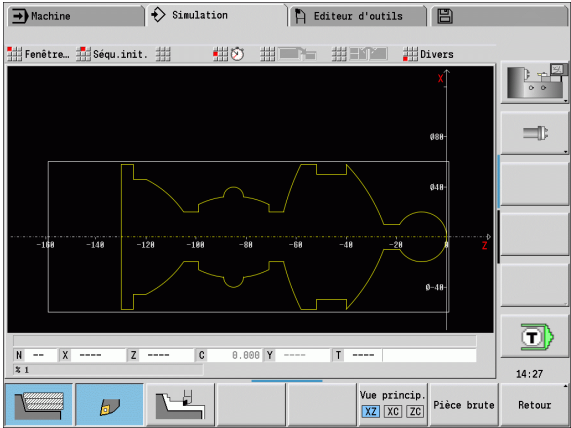 Machine
Simulation
Editeur d'outils
Fenêtre…
Séqu.init.
Divers
X
Ø80
Ø40
-160 -140 -120 -100 -80 -60 -40 -20 0 Z
Ø-40
N -- X ---- Z ---- C 0.000 Y ---- T ----
% 1
T
14:27
Vue princip.
XZ XC ZC
Pièce brute
Retour